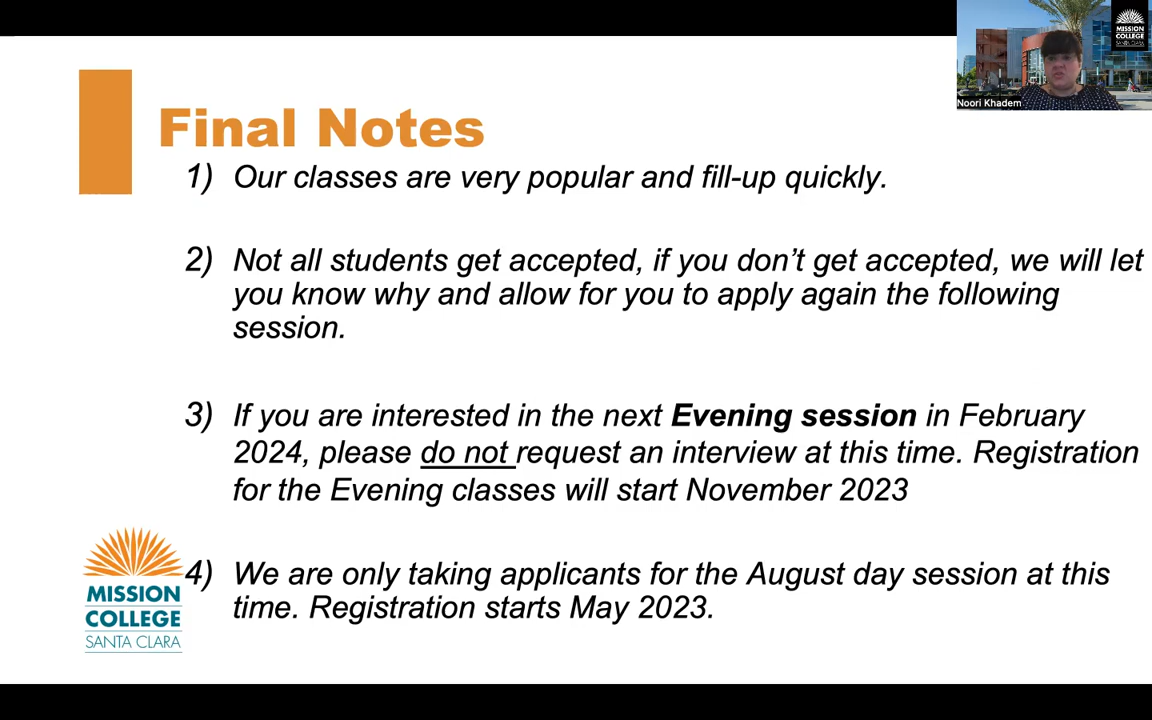 MISSION
COLLEGE
SANTA CLARA
Noori Khadem
Final Notes
1) Our classes are very popular and fill-up quickly.
2) Not all students get accepted, if you don't get accepted, we will let
you know why and allow for you to apply again the following
session.
3) If you are interested in the next Evening session in February
2024, please do not request an interview at this time. Registration
for the Evening classes will start November 2023
4) We are only taking applicants for the August day session at this
time. Registration starts May 2023.
MISSION
COLLEGE
SANTA CLARA